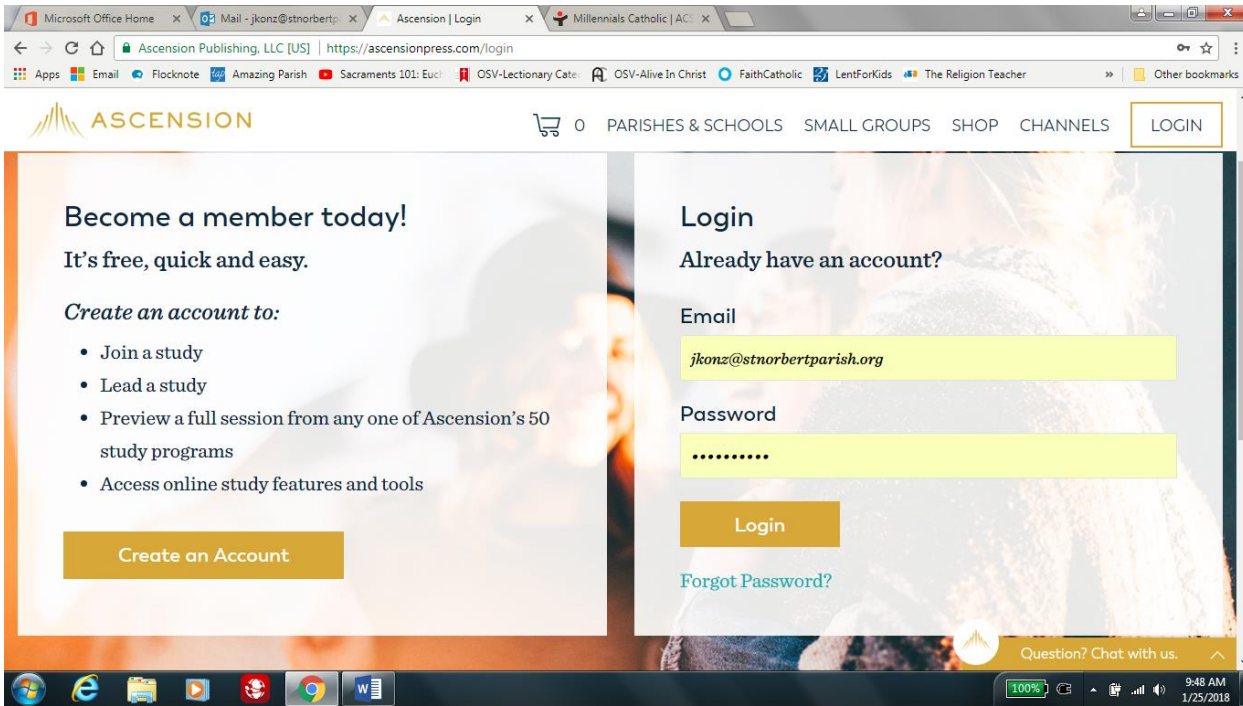 Microsoft Office Home
Mail - jkonz@stnorbertp
Ascension | Login
Millennials Catholic | ACS
Ascension Publishing, LLC [US] | https://ascensionpress.com/login
Apps Email Flocknote Amazing Parish Sacraments 101: Euch OSV-Lectionary Cate OSV-Alive In Christ FaithCatholic LentForKids The Religion Teacher » Other bookmarks
ASCENSION
0 PARISHES & SCHOOLS SMALL GROUPS SHOP CHANNELS LOGIN
Become a member today!
It's free, quick and easy.
Create an account to:
• Join a study
• Lead a study
• Preview a full session from any one of Ascension's 50
study programs
• Access online study features and tools
Create an Account
Login
Already have an account?
Email
jkonz@stnorbertparish.org
Password
••••••••••
Login
Forgot Password?
Question? Chat with us.
100%
9:48 AM
1/25/2018